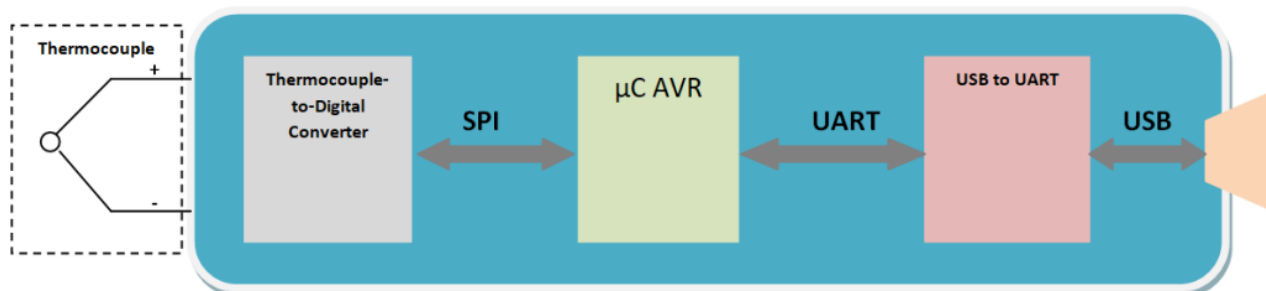 Thermocouple
+
-
Thermocouple-
to-Digital
Converter
SPI
µC AVR
UART
USB to UART
USB